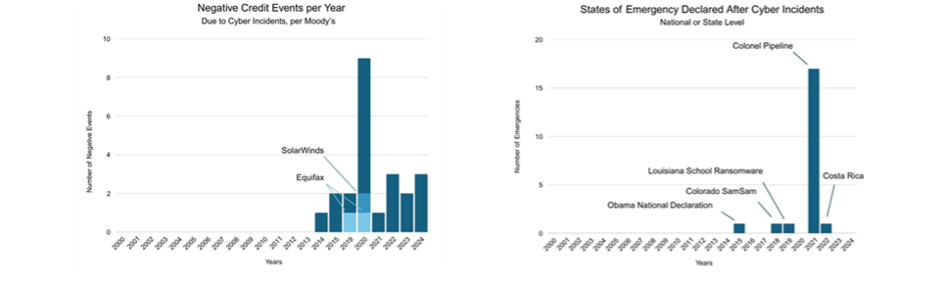 Negative Credit Events per Year
Due to Cyber Incidents, per Moody's
Number of Negative Events
10
8
6
4
2
0
SolarWinds
Equifax
2000 2001 2002 2003 2004 2005 2006 2007 2008 2009 2010 2011 2012 2013 2014 2015 2019 2020 2021 2022 2023 2024
Years
States of Emergency Declared After Cyber Incidents
National or State Level
Number of Emergencies
20
15
10
5
0
Colonel Pipeline
Louisiana School Ransomware
Costa Rica
Colorado SamSam
Obama National Declaration
2000 2001 2002 2003 2004 2005 2006 2007 2008 2009 2010 2011 2012 2013 2014 2015 2016 2017 2018 2019 2020 2021 2022 2023 2024
Years